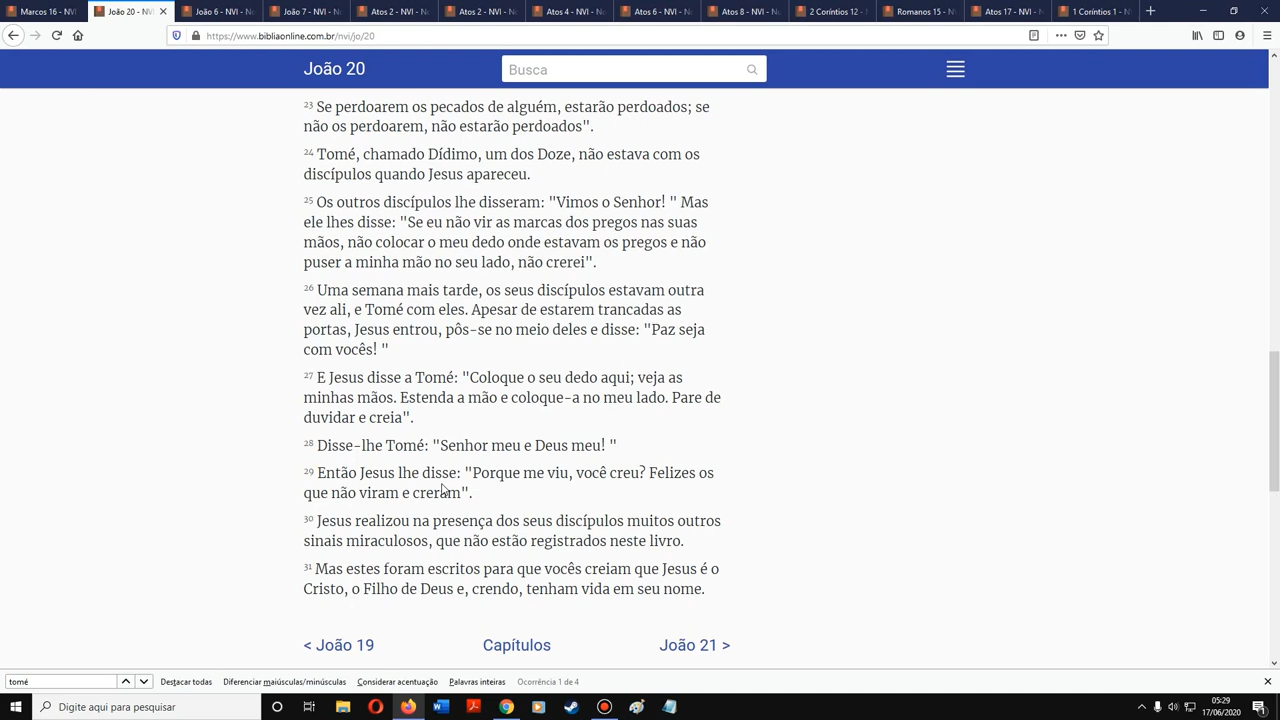 Marcos 16 - NVI
João 20 - NVI
João 6 - NVI - No
João 7 - NVI - No
Atos 2 - NVI - No
Atos 2 - NVI - No
Atos 4 - NVI - No
Atos 6 - NVI - No
Atos 8 - NVI - No
2 Coríntios 12 -
Romanos 15 - N
Atos 17 - NVI - N
1 Coríntios 1 -
https://www.bibliaonline.com.br/nvi/jo/20
João 20
Busca
23 Se perdoarem os pecados de alguém, estarão perdoados; se
não os perdoarem, não estarão perdoados".
24 Tomé, chamado Dídimo, um dos Doze, não estava com os
discípulos quando Jesus apareceu.
25 Os outros discípulos lhe disseram: "Vimos o Senhor! " Mas
ele lhes disse: "Se eu não vir as marcas dos pregos nas suas
mãos, não colocar o meu dedo onde estavam os pregos e não
puser a minha mão no seu lado, não crerei".
26 Uma semana mais tarde, os seus discípulos estavam outra
vez ali, e Tomé com eles. Apesar de estarem trancadas as
portas, Jesus entrou, pôs-se no meio deles e disse: "Paz seja
com vocês! "
27 E Jesus disse a Tomé: "Coloque o seu dedo aqui; veja as
minhas mãos. Estenda a mão e coloque-a no meu lado. Pare de
duvidar e creia".
28 Disse-lhe Tomé: "Senhor meu e Deus meu! "
29 Então Jesus lhe disse: "Porque me viu, você creu? Felizes os
que não viram e creram".
30 Jesus realizou na presença dos seus discípulos muitos outros
sinais miraculosos, que não estão registrados neste livro.
31 Mas estes foram escritos para que vocês creiam que Jesus é o
Cristo, o Filho de Deus e, crendo, tenham vida em seu nome.
< João 19
Capítulos
João 21 >
tomé
Destacar todas
Diferenciar maiúsculas/minúsculas
Considerar acentuação
Palavras inteiras
Ocorrência 1 de 4
Digite aqui para pesquisar
05:29
17/06/2020